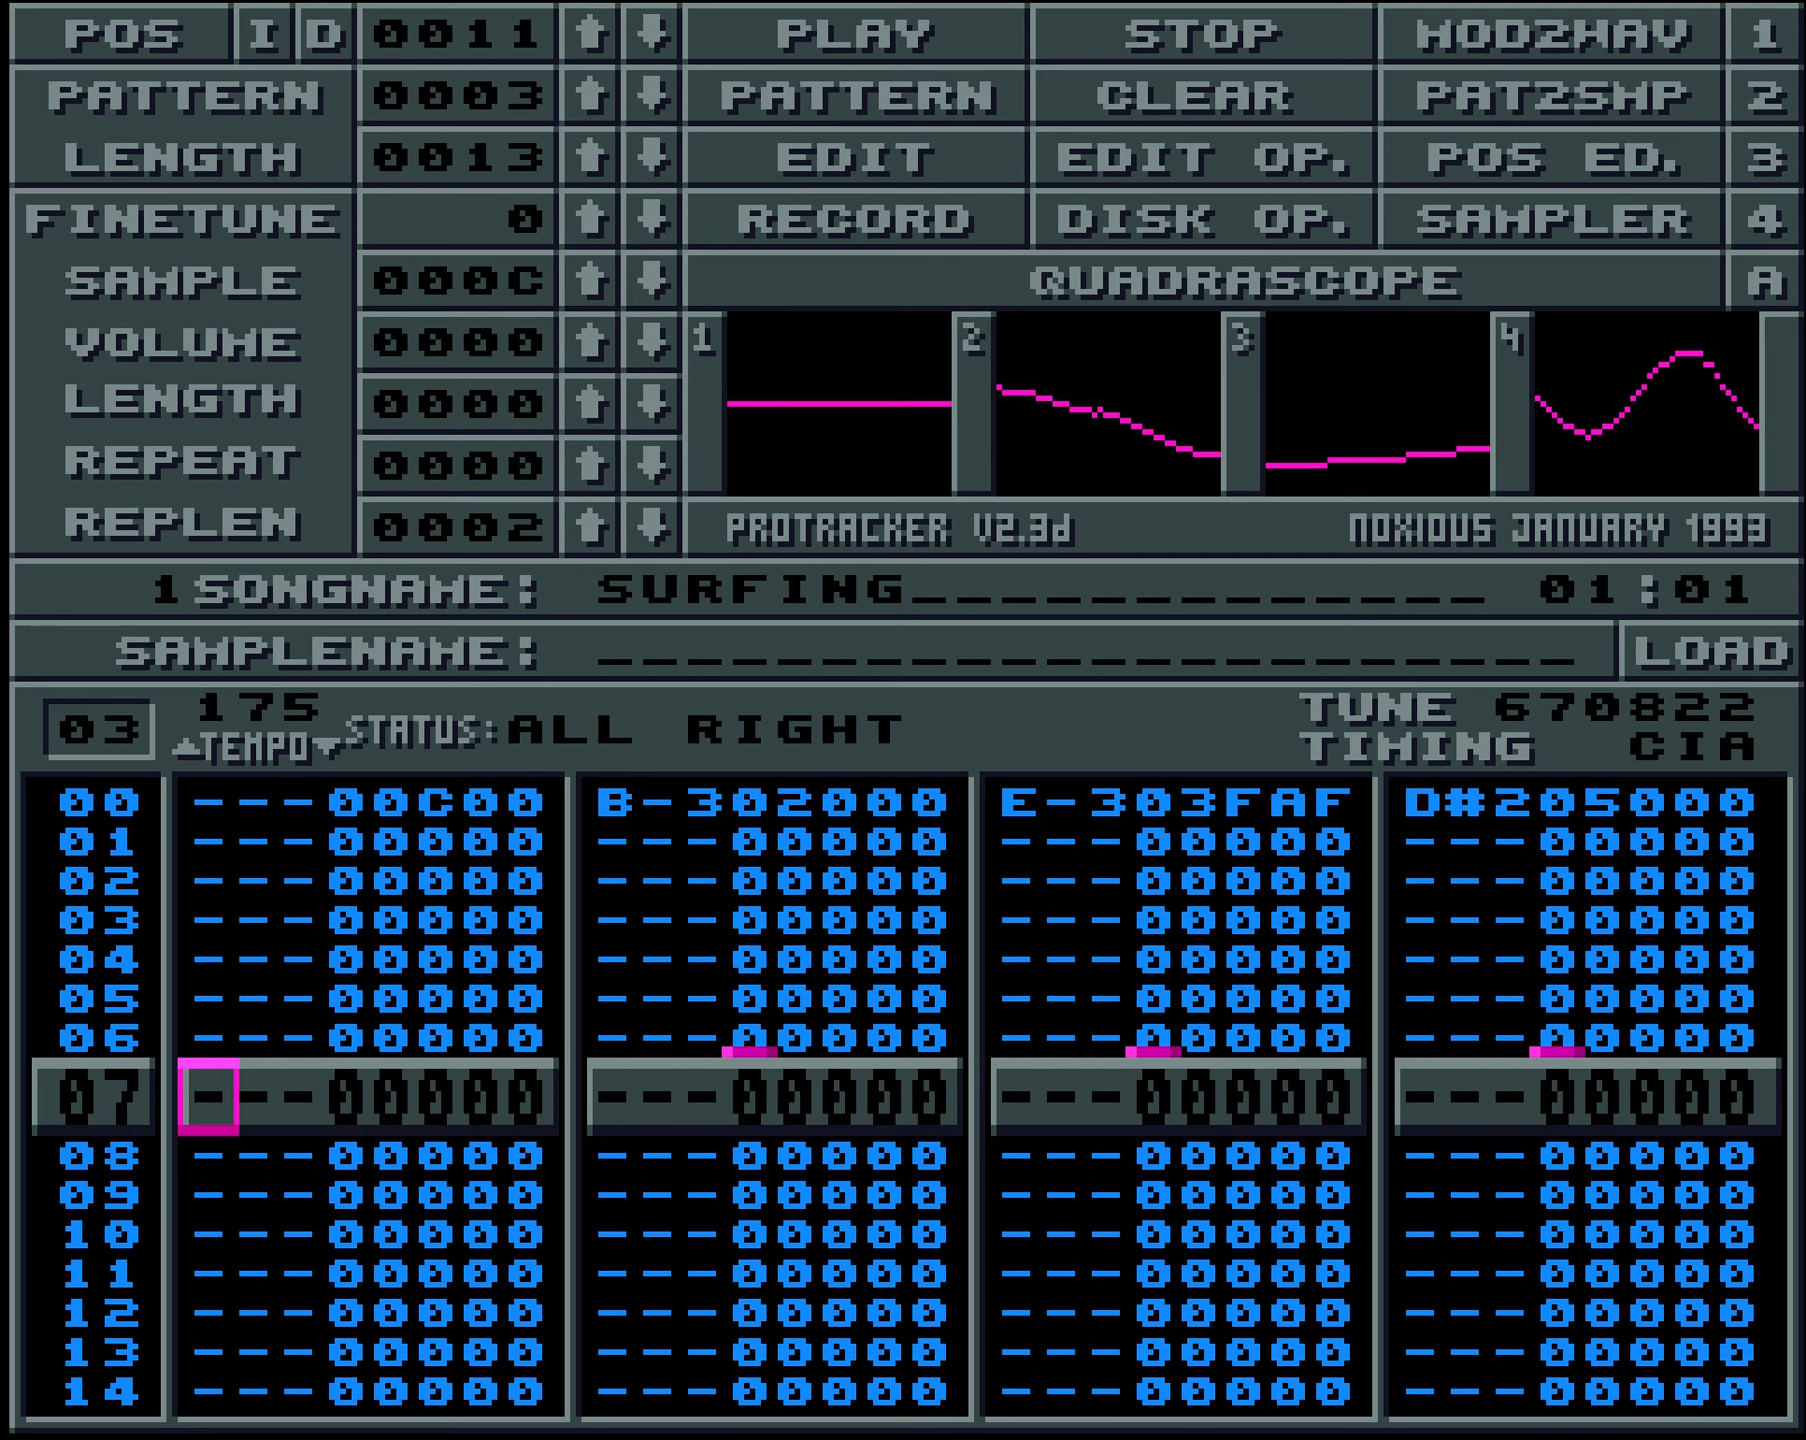 POS I D 0011 PLAY STOP MOD2WAV 1
PATTERN 0003 PATTERN CLEAR PAT2SMP 2
LENGTH 0013 EDIT EDIT OP. POS ED. 3
FINETUNE 0 RECORD DISK OP. SAMPLER 4
SAMPLE 000C QUADRASCOPE A
VOLUME 0000 1 2 3 4
LENGTH 0000
REPEAT 0000
REPLEN 0002 PROTRACKER V2.3d NOXIOUS JANUARY 1993
1 SONGNAME: SURFING_____________ 01:01
SAMPLENAME: ______________________ LOAD
03 175 TEMPO STATUS: ALL RIGHT TUNE 670822
TIMING CIA
00 ---00C00 B-302000 E-303FAF D#205000
01 ---00000 ---00000 ---00000 ---00000
02 ---00000 ---00000 ---00000 ---00000
03 ---00000 ---00000 ---00000 ---00000
04 ---00000 ---00000 ---00000 ---00000
05 ---00000 ---00000 ---00000 ---00000
06 ---00000 ---00000 ---00000 ---00000
07 ---00000 ---00000 ---00000 ---00000
08 ---00000 ---00000 ---00000 ---00000
09 ---00000 ---00000 ---00000 ---00000
10 ---00000 ---00000 ---00000 ---00000
11 ---00000 ---00000 ---00000 ---00000
12 ---00000 ---00000 ---00000 ---00000
13 ---00000 ---00000 ---00000 ---00000
14 ---00000 ---00000 ---00000 ---00000